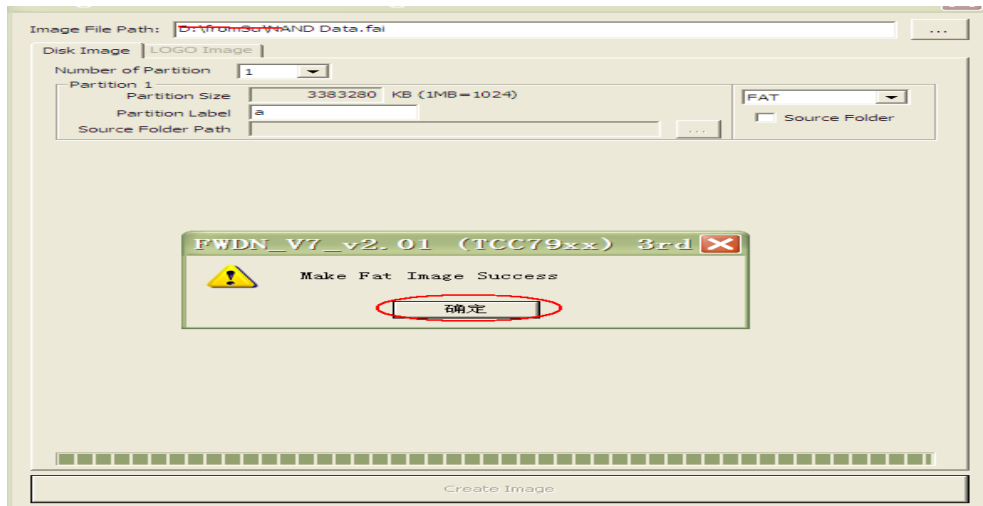 Image File Path: D:\fromSu\NAND Data.fai ...
Disk Image LOGO Image
Number of Partition 1
Partition 1
Partition Size 3383280 KB (1MB=1024) FAT
Partition Label a Source Folder
Source Folder Path ...
FWDN_V7_v2.01 (TCC79xx) 3rd
Make Fat Image Success
确定
Create Image